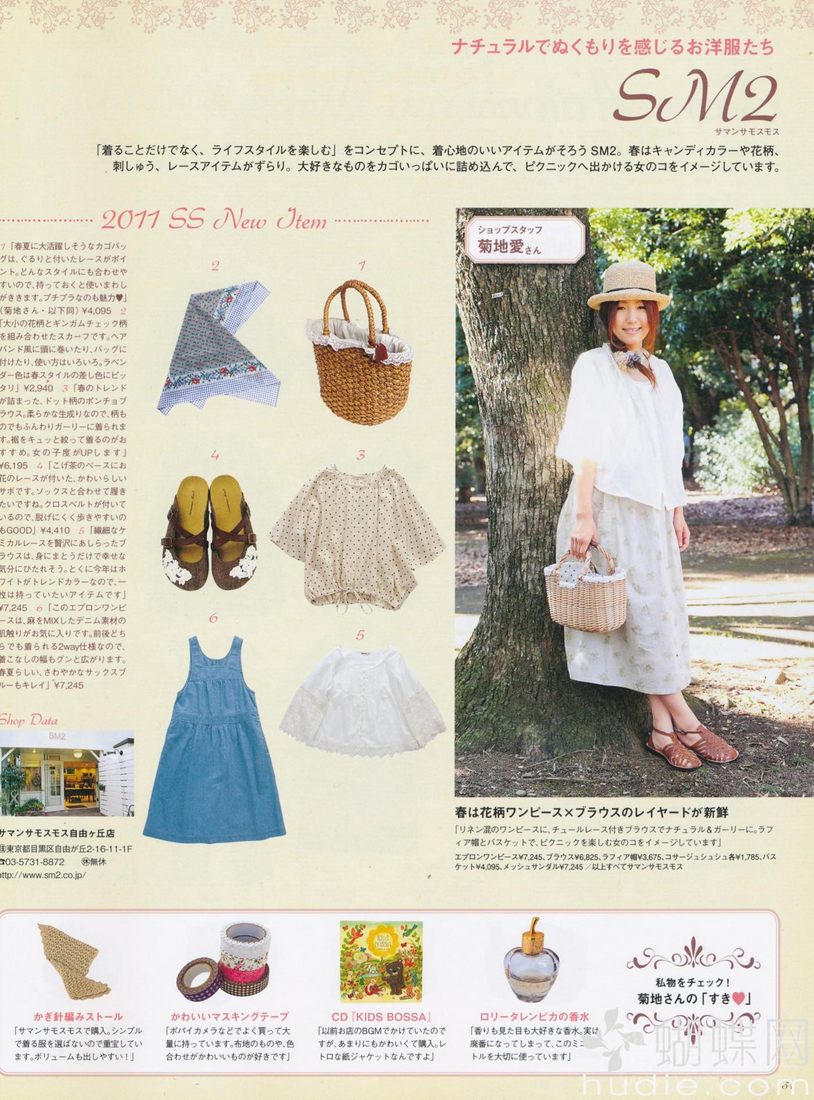 ナチュラルでぬくもりを感じるお洋服たち
SM2
サマンサモスモス
「着ることだけでなく、ライフスタイルを楽しむ」をコンセプトに、着心地のいいアイテムがそろうSM2。春はキャンディカラーや花柄、
刺しゅう、レースアイテムがずらり。大好きなものをカゴいっぱいに詰め込んで、ピクニックへ出かける女のコをイメージしています。
2011 SS New Item
1「春夏に大活躍しそうなカゴバッ
グは、ぐるりと付いたレースがポイ
ント。どんなスタイルにも合わせや
すいので、持っておくと使いまわし
がききます。プチプラなのも魅力♥」
(菊地さん・以下同)¥4,095 2
「大小の花柄とギンガムチェック柄
を組み合わせたスカーフです。ヘア
バンド風に頭に巻いたり、バッグに
付けたり、使い方はいろいろ。ラベン
ダー色は春スタイルの差し色にピッ
タリ」¥2,940 3「春のトレンド
が詰まった、ドット柄のポンチョブ
ラウス。柔らかな生成りなので、柄も
のでもふんわりガーリーに着られま
す。裾をキュッと絞って着るのがお
すすめ。女の子度がUPします」
¥6,195 4「こげ茶のベースにお
花のレースが付いた、かわいらしい
サボです。ソックスと合わせて履き
たいですね。クロスベルトが付いて
いるので、脱げにくく歩きやすいの
もGOOD」¥4,410 5「繊細なケ
ミカルレースを贅沢にあしらったブ
ラウスは、身にまとうだけで幸せな
気分にひたれそう。とくに今年はホ
ワイトがトレンドカラーなので、一
枚は持っていたいアイテムです」
¥7,245 6「このエプロンワンピ
ースは、麻をMIXしたデニム素材の
肌触りがお気に入りです。前後どち
らでも着られる2way仕様なので、
着こなしの幅もグンと広がります。
春夏らしい、さわやかなサックスブ
ルーもキレイ」¥7,245
2
1
4
3
6
5
ショップスタッフ
菊地愛さん
Shop Data
SM2
サマンサモスモス自由ヶ丘店
東京都目黒区自由が丘2-16-11-1F
☎03-5731-8872 ㊡無休
http://www.sm2.co.jp/
春は花柄ワンピース×ブラウスのレイヤードが新鮮
「リネン混のワンピースに、チュールレース付きブラウスでナチュラル&ガーリーに。ラフ
ィア帽とバスケットで、ピクニックを楽しむ女のコをイメージしています」
エプロンワンピース¥7,245、ブラウス¥6,825、ラフィア帽¥3,675、コサージュシュシュ各¥1,785、バス
ケット¥4,095、メッシュサンダル¥7,245/以上すべてサマンサモスモス
かぎ針編みストール
「サマンサモスモスで購入。シンプル
で着る服を選ばないので重宝してい
ます。ボリュームも出しやすい!」
かわいいマスキングテープ
「ポパイカメラなどでよく買って大
量に持っています。布地のものや、色
合わせがかわいいものが好きです」
CD『KIDS BOSSA』
「以前お店のBGMでかけていたので
すが、あまりにもかわいくて購入。レ
トロな紙ジャケットなんですよ」
ロリータレンピカの香水
「香りも見た目も大好きな香水。実は
廃番になってしまって、このミニ
トルを大切に使っています」
私物をチェック!
菊地さんの「すき♥」
蝴蝶网
hudie.com